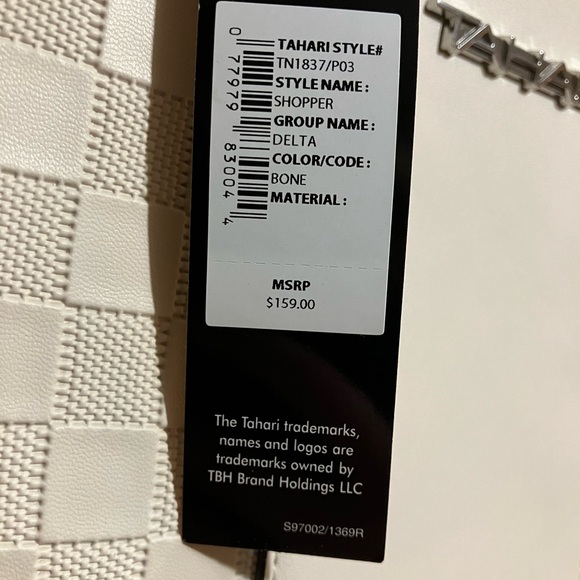 TAHARI STYLE#
TN1837/P03
STYLE NAME:
SHOPPER
GROUP NAME:
DELTA
COLOR/CODE:
BONE
MATERIAL:
0 77979 83004 4
MSRP
$159.00
The Tahari trademarks,
names and logos are
trademarks owned by
TBH Brand Holdings LLC
S97002/1369R
TAHA